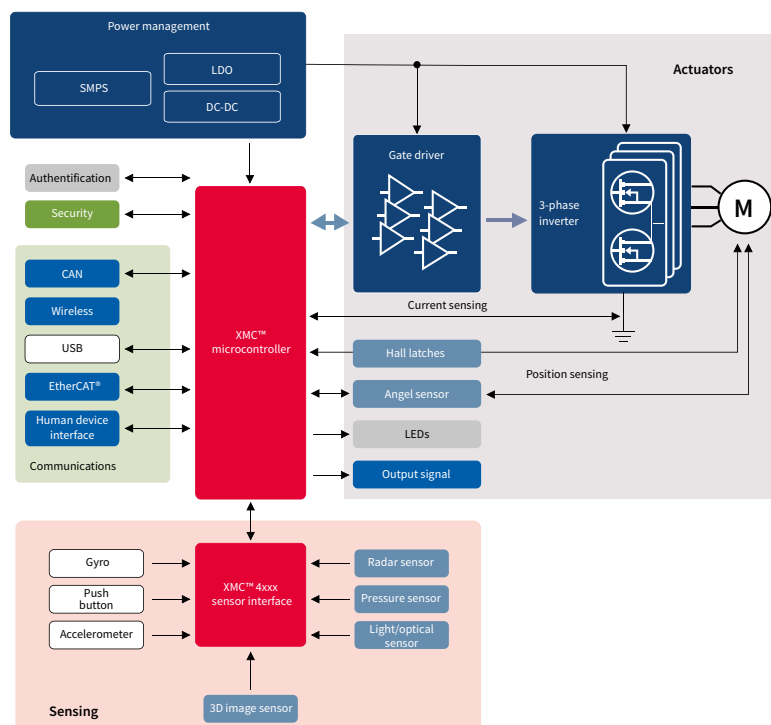 Power management
SMPS
LDO
DC-DC
Actuators
Gate driver
3-phase
inverter
M
Authentification
Security
CAN
Wireless
USB
EtherCAT®
Human device
interface
Communications
XMC™
microcontroller
Current sensing
Hall latches
Position sensing
Angel sensor
LEDs
Output signal
Gyro
Push
button
Accelerometer
XMC™ 4xxx
sensor interface
Radar sensor
Pressure sensor
Light/optical
sensor
3D image sensor
Sensing